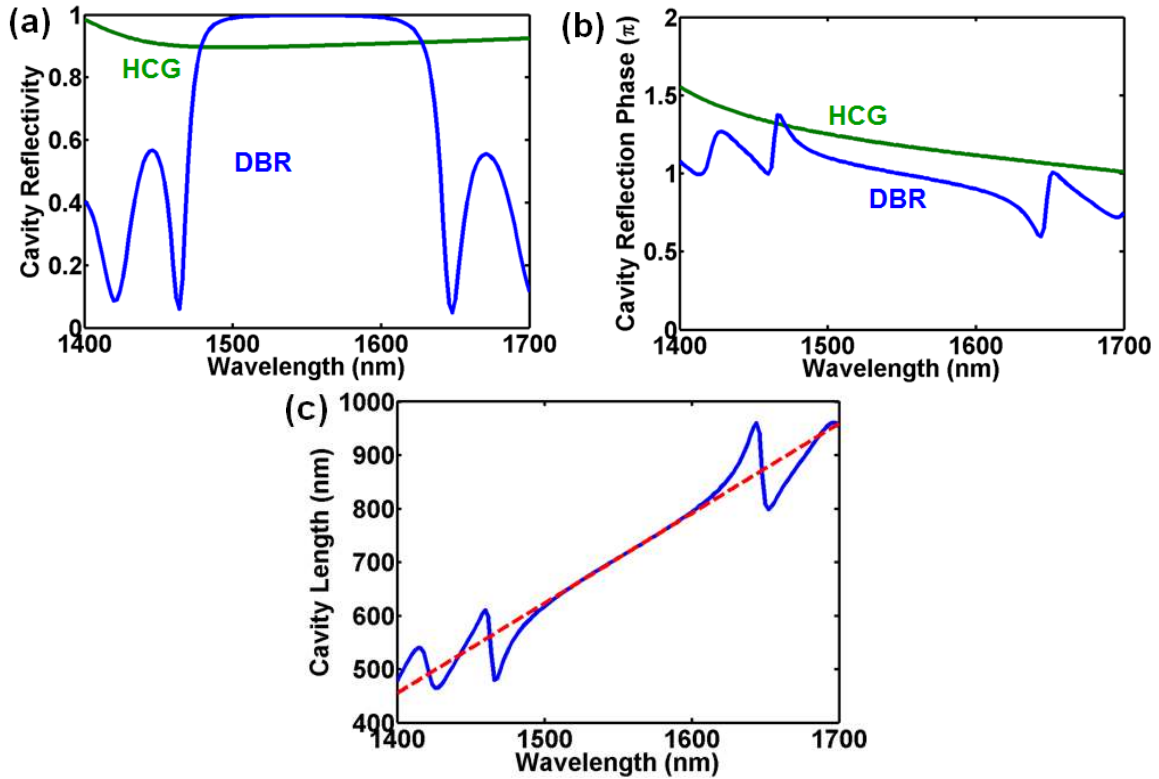 (a)
1
0.8
0.6
0.4
0.2
0
Cavity Reflectivity
HCG
DBR
1400
1500
1600
1700
Wavelength (nm)
(b)
2
1.5
1
0.5
0
Cavity Reflection Phase (π)
HCG
DBR
1400
1500
1600
1700
Wavelength (nm)
(c)
1000
900
800
700
600
500
400
Cavity Length (nm)
1400
1500
1600
1700
Wavelength (nm)